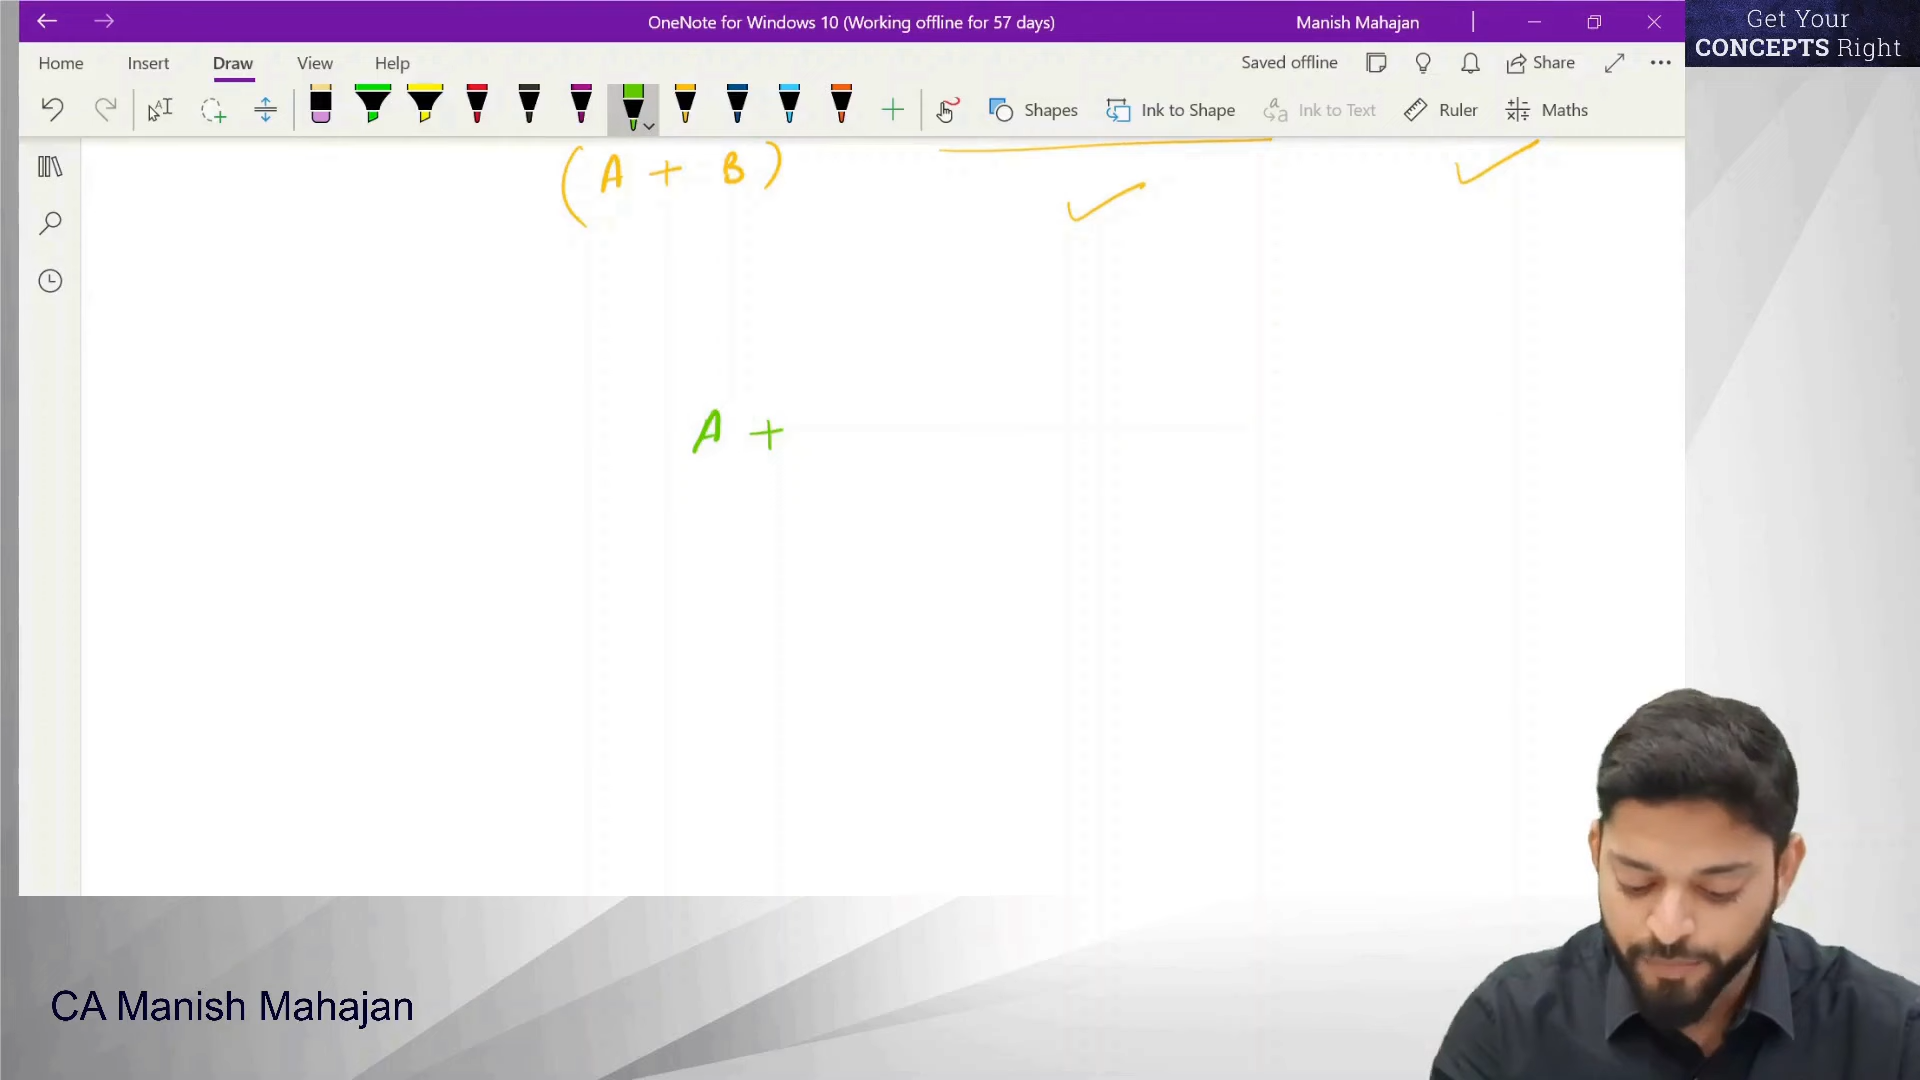 OneNote for Windows 10 (Working offline for 57 days)
Manish Mahajan
Get Your
CONCEPTS Right
Home Insert Draw View Help
Saved offline
Share
Shapes
Ink to Shape
Ink to Text
Ruler
Maths
(A + B)
A +
CA Manish Mahajan